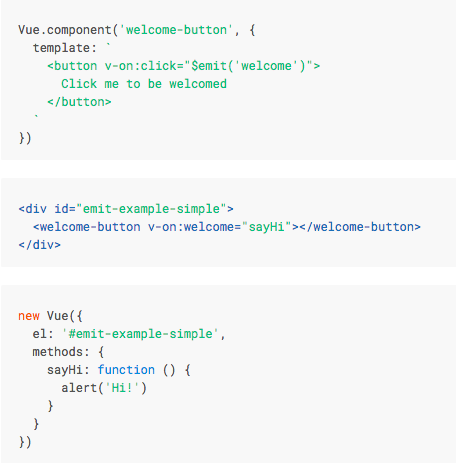 Vue.component('welcome-button', {
  template: `
    <button v-on:click="$emit('welcome')">
      Click me to be welcomed
    </button>
  `
})
<div id="emit-example-simple">
  <welcome-button v-on:welcome="sayHi"></welcome-button>
</div>
new Vue({
  el: '#emit-example-simple',
  methods: {
    sayHi: function () {
      alert('Hi!')
    }
  }
})